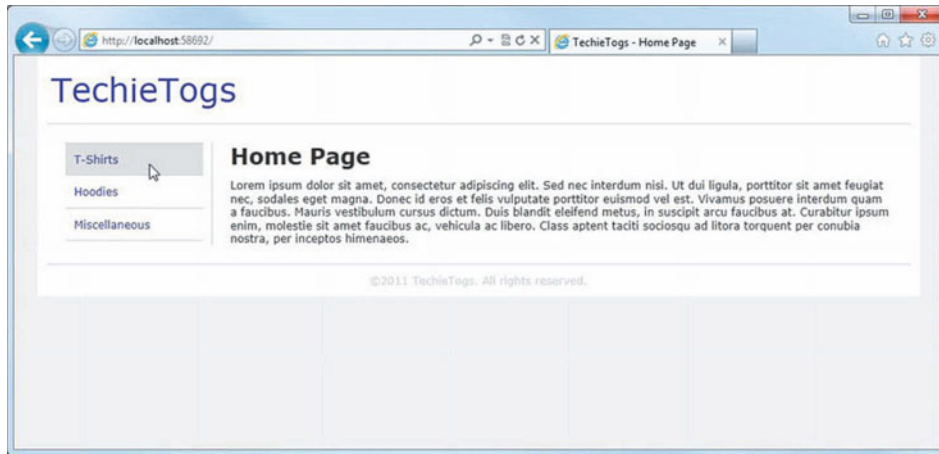 http://localhost:58692/
TechieTogs - Home Page
TechieTogs
T-Shirts
Hoodies
Miscellaneous
Home Page
Lorem ipsum dolor sit amet, consectetur adipiscing elit. Sed nec interdum nisi. Ut dui ligula, porttitor sit amet feugiat
nec, sodales eget magna. Donec id eros et felis vulputate porttitor euismod vel est. Vivamus posuere interdum quam
a faucibus. Mauris vestibulum cursus dictum. Duis blandit eleifend metus, in suscipit arcu faucibus at. Curabitur ipsum
enim, molestie sit amet faucibus ac, vehicula ac libero. Class aptent taciti sociosqu ad litora torquent per conubia
nostra, per inceptos himenaeos.
©2011 TechieTogs. All rights reserved.